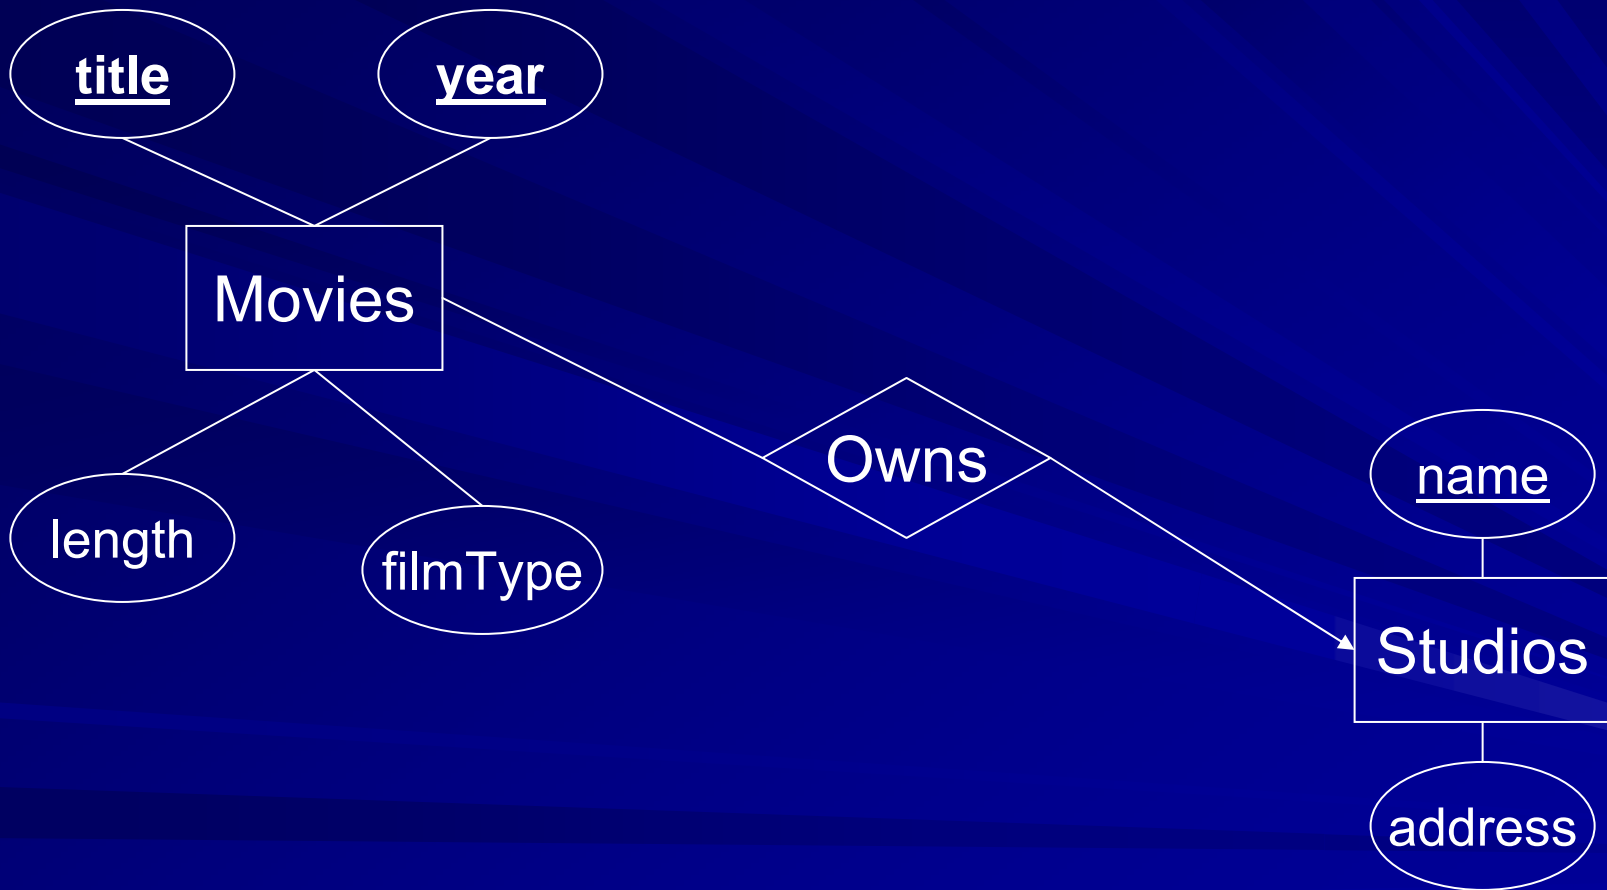 title
year
Movies
Owns
name
length
filmType
Studios
address